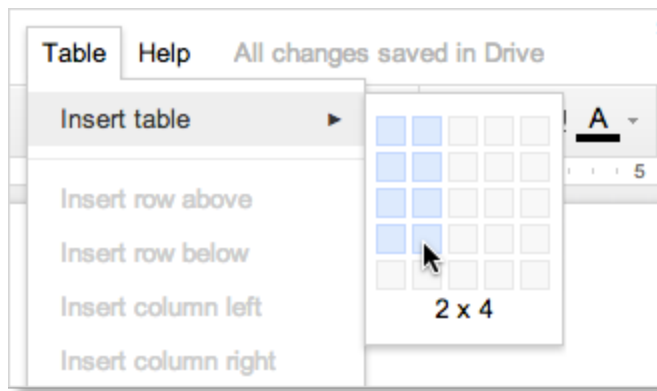 Table Help All changes saved in Drive
Insert table
A
5
Insert row above
Insert row below
Insert column left
2 x 4
Insert column right